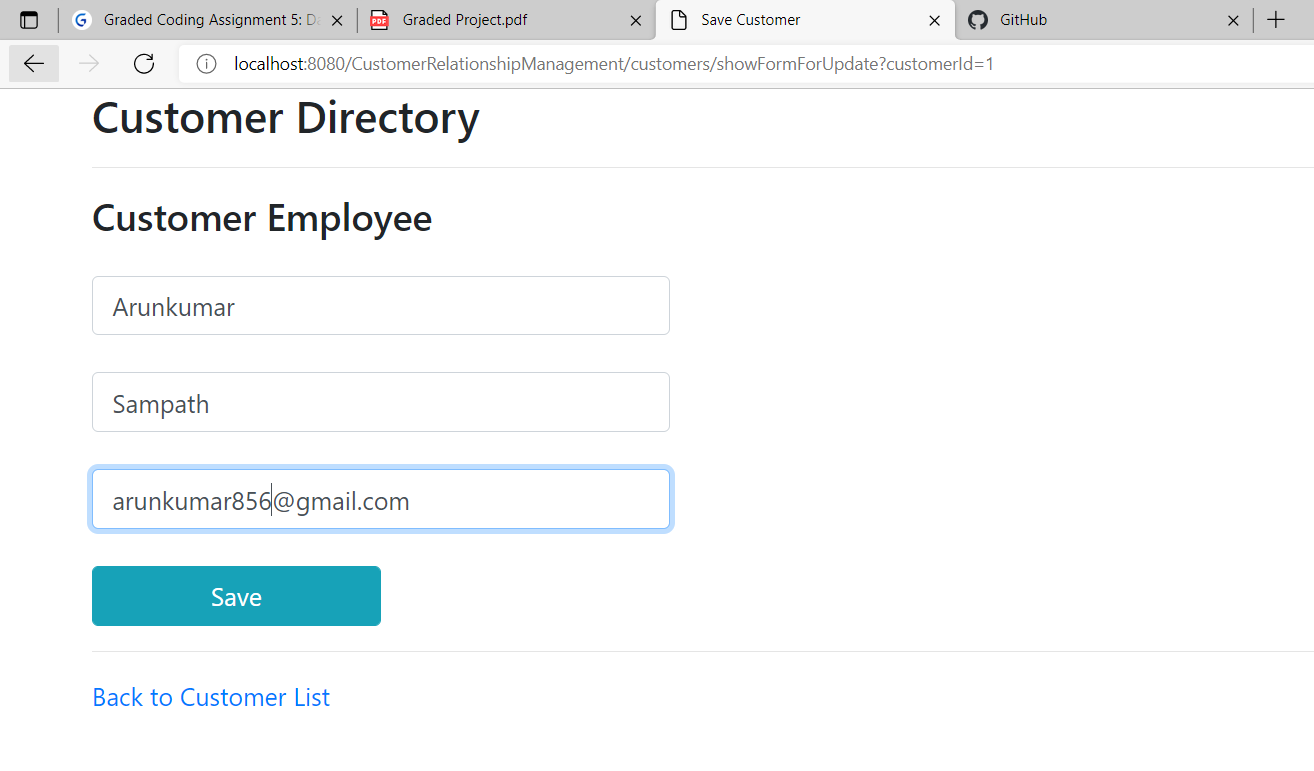 Graded Coding Assignment 5: D
Graded Project.pdf
Save Customer
GitHub
localhost:8080/CustomerRelationshipManagement/customers/showFormForUpdate?customerId=1
Customer Directory
Customer Employee
Arunkumar
Sampath
arunkumar856@gmail.com
Save
Back to Customer List